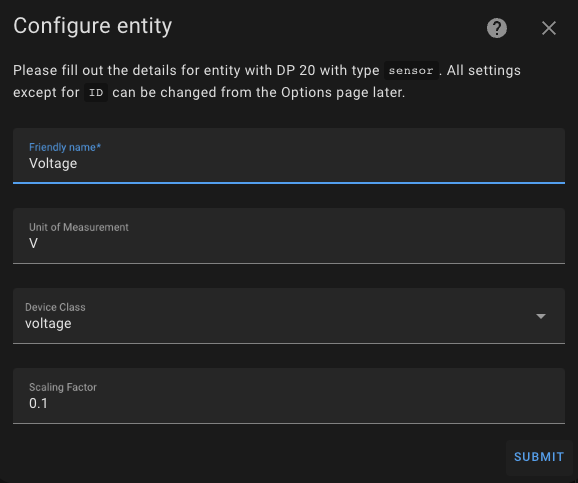 Configure entity
Please fill out the details for entity with DP 20 with type sensor. All settings
except for ID can be changed from the Options page later.
Friendly name*
Voltage
Unit of Measurement
V
Device Class
voltage
Scaling Factor
0.1
SUBMIT